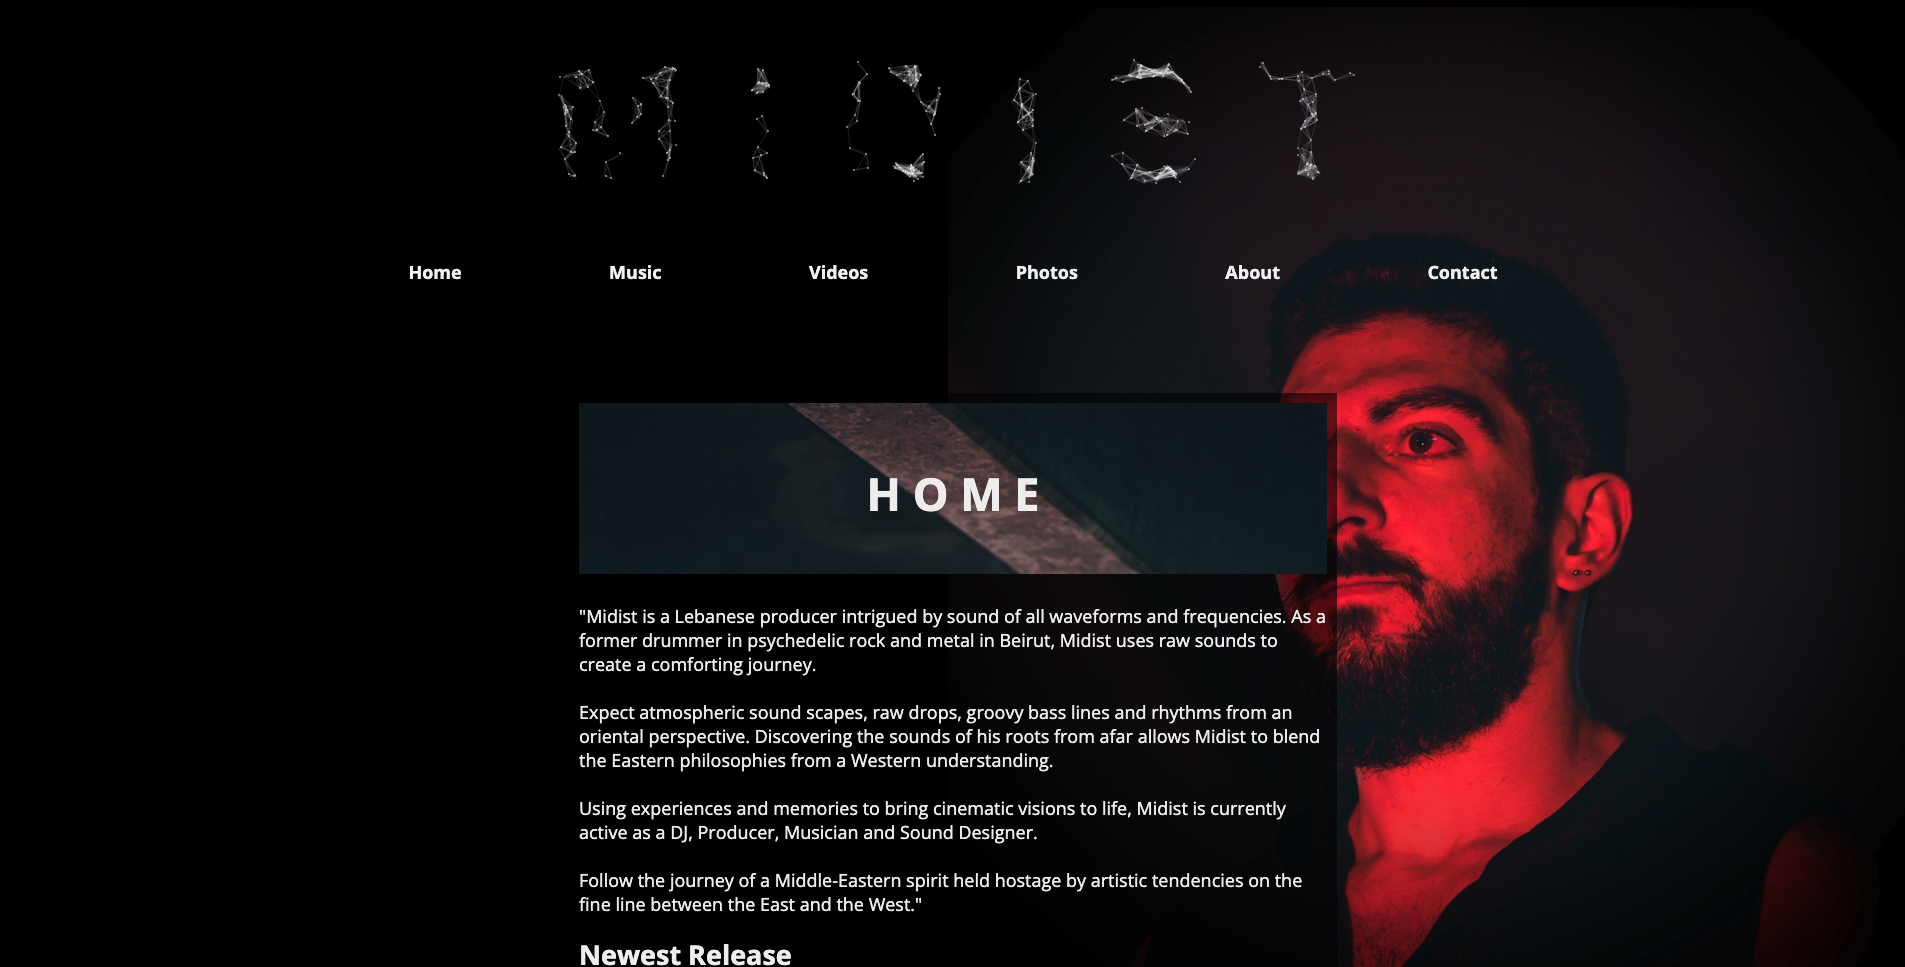 MIDIST
Home Music Videos Photos About Contact
HOME
"Midist is a Lebanese producer intrigued by sound of all waveforms and frequencies. As a
former drummer in psychedelic rock and metal in Beirut, Midist uses raw sounds to
create a comforting journey.
Expect atmospheric sound scapes, raw drops, groovy bass lines and rhythms from an
oriental perspective. Discovering the sounds of his roots from afar allows Midist to blend
the Eastern philosophies from a Western understanding.
Using experiences and memories to bring cinematic visions to life, Midist is currently
active as a DJ, Producer, Musician and Sound Designer.
Follow the journey of a Middle-Eastern spirit held hostage by artistic tendencies on the
fine line between the East and the West."
Newest Release